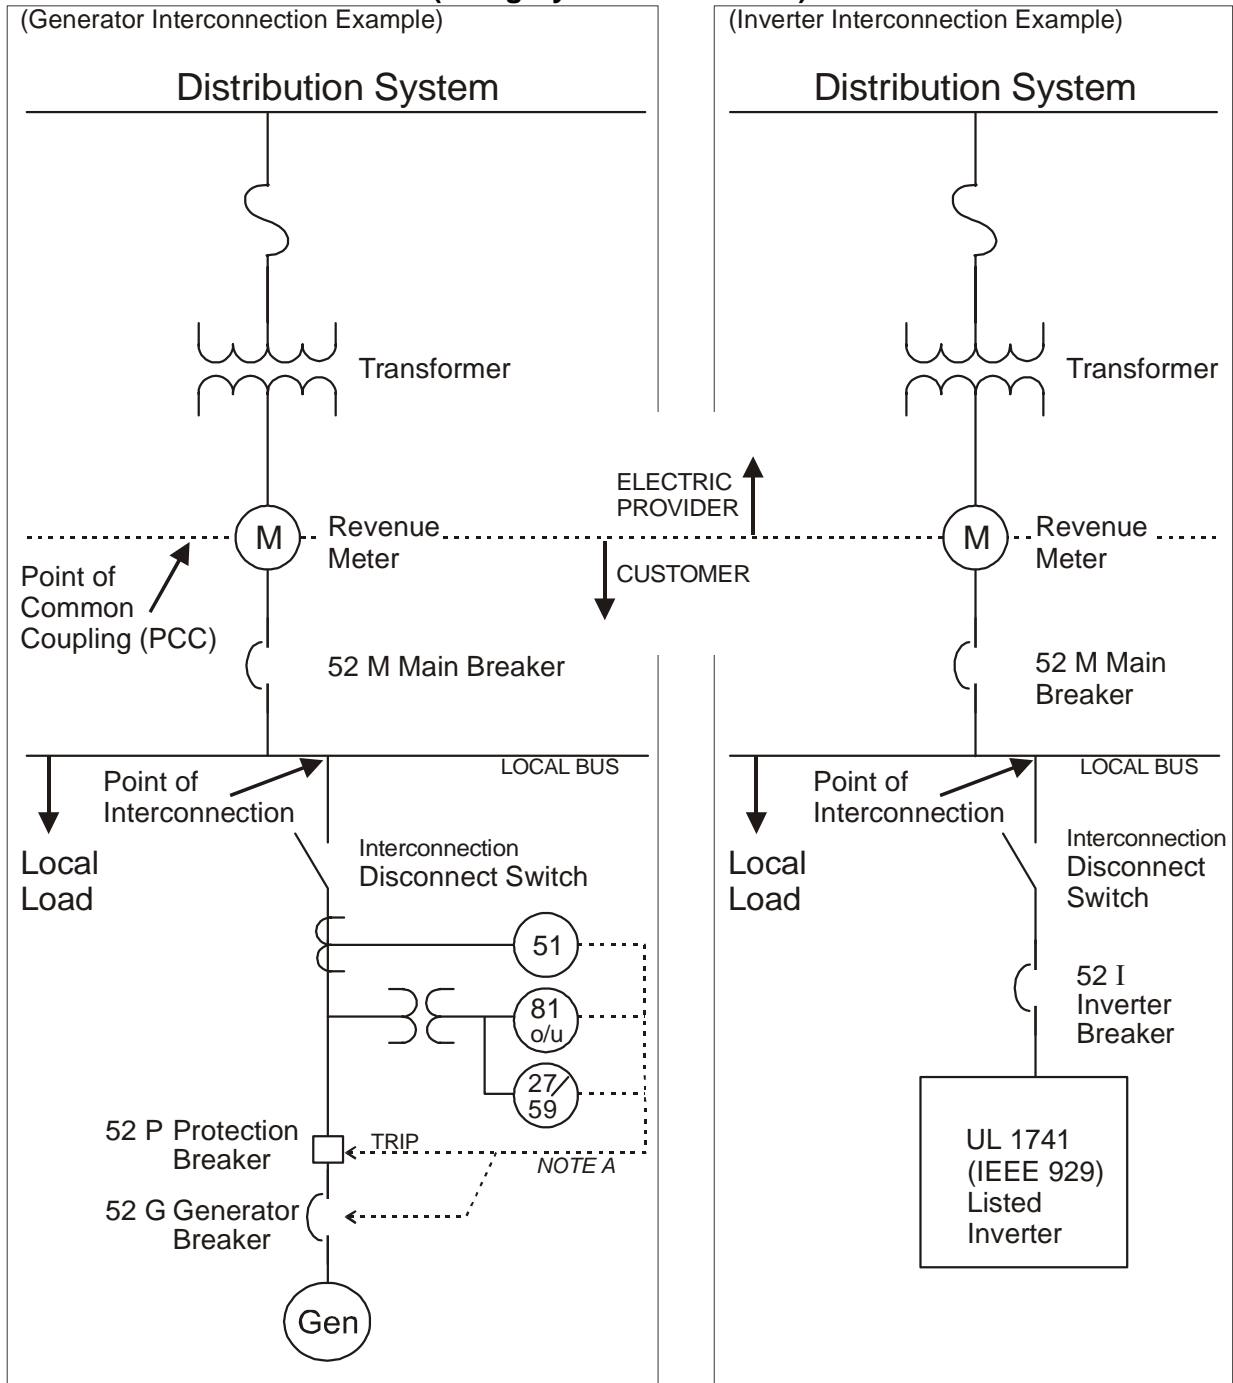 (Generator Interconnection Example)
Distribution System
Transformer
M
Revenue
Meter
Point of
Common
Coupling (PCC)
52 M Main Breaker
LOCAL BUS
Point of
Interconnection
Local
Load
Interconnection
Disconnect Switch
51
81
o/u
27/
59
52 P Protection
Breaker
TRIP
NOTE A
52 G Generator
Breaker
Gen
ELECTRIC
PROVIDER
CUSTOMER
(Inverter Interconnection Example)
Distribution System
Transformer
M
Revenue
Meter
52 M Main
Breaker
LOCAL BUS
Point of
Interconnection
Local
Load
Interconnection
Disconnect
Switch
52 I
Inverter
Breaker
UL 1741
(IEEE 929)
Listed
Inverter